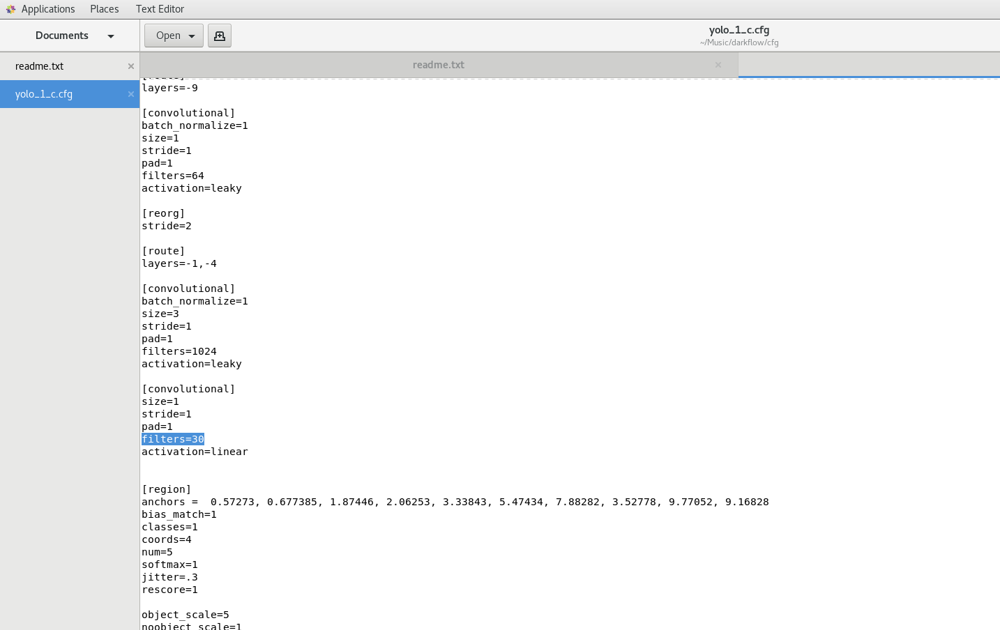 Applications Places Text Editor
Documents
Open
yolo_1_c.cfg
~/Music/darkflow/cfg
readme.txt
yolo_1_c.cfg
readme.txt
[route]
layers=-9
[convolutional]
batch_normalize=1
size=1
stride=1
pad=1
filters=64
activation=leaky
[reorg]
stride=2
[route]
layers=-1,-4
[convolutional]
batch_normalize=1
size=3
stride=1
pad=1
filters=1024
activation=leaky
[convolutional]
size=1
stride=1
pad=1
filters=30
activation=linear
[region]
anchors =  0.57273, 0.677385, 1.87446, 2.06253, 3.33843, 5.47434, 7.88282, 3.52778, 9.77052, 9.16828
bias_match=1
classes=1
coords=4
num=5
softmax=1
jitter=.3
rescore=1
object_scale=5
noobject_scale=1